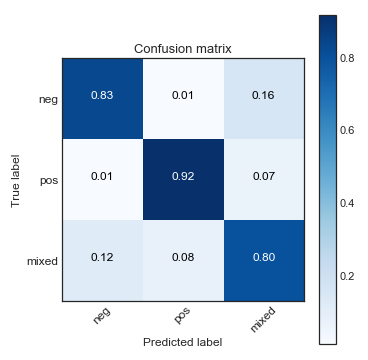 Confusion matrix
neg 0.83 0.01 0.16
pos 0.01 0.92 0.07
mixed 0.12 0.08 0.80
neg pos mixed
True label
Predicted label
0.8
0.6
0.4
0.2